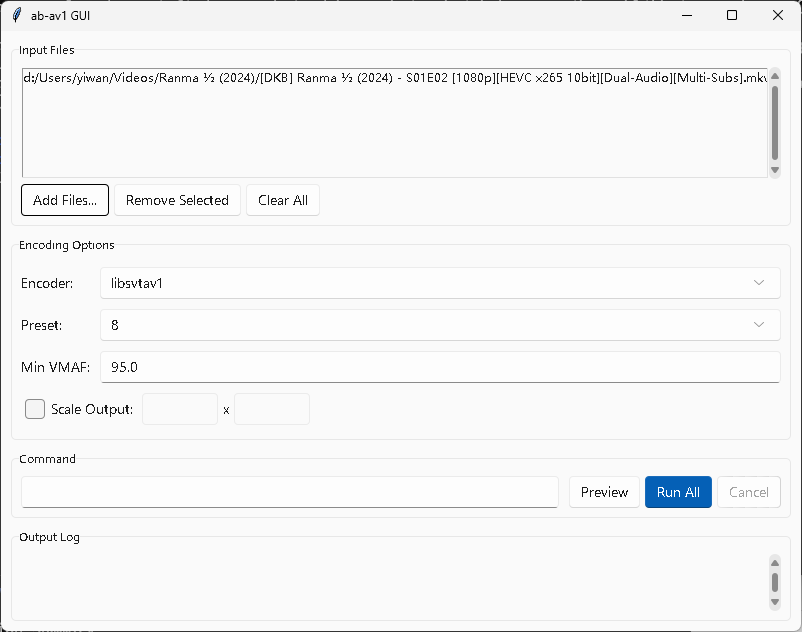 ab-av1 GUI
Input Files
d:/Users/yiwan/Videos/Ranma ½ (2024)/[DKB] Ranma ½ (2024) - S01E02 [1080p][HEVC x265 10bit][Dual-Audio][Multi-Subs].mkv
Add Files... Remove Selected Clear All
Encoding Options
Encoder: libsvtav1
Preset: 8
Min VMAF: 95.0
Scale Output: x
Command
Preview Run All Cancel
Output Log